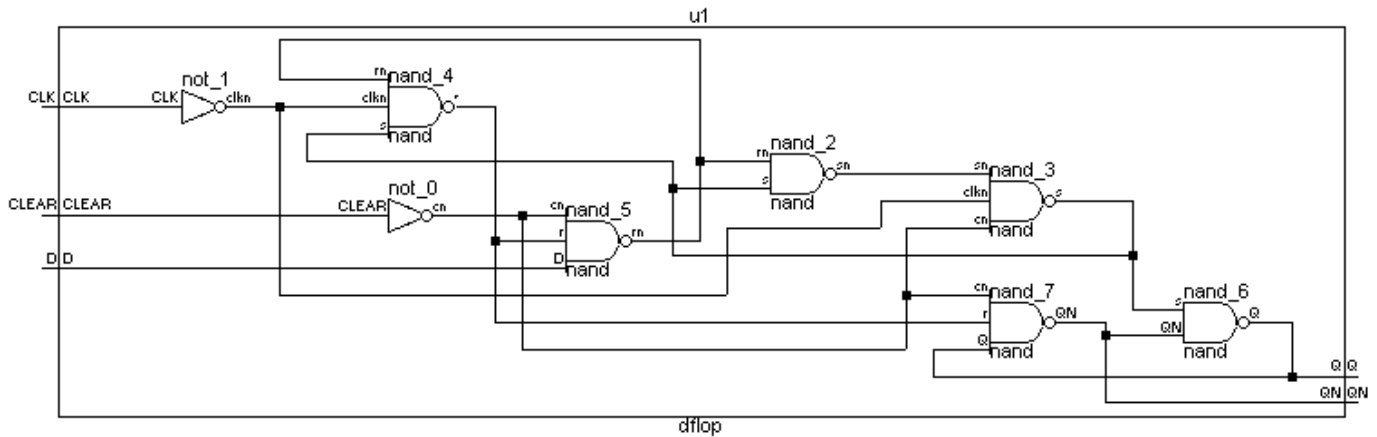 u1
not_1
nand_4
rn
CLK CLK
CLK
clkn
clkn
r
s
nand
nand_2
rn
sn
s
nand
nand_3
sn
clkn
s
cn
nand
not_0
CLEAR CLEAR
CLEAR
cn
nand_5
cn
r
rn
D D
D
nand
nand_7
cn
r
QN
Q
nand
nand_6
s
Q
QN
nand
Q Q
QN QN
dflop